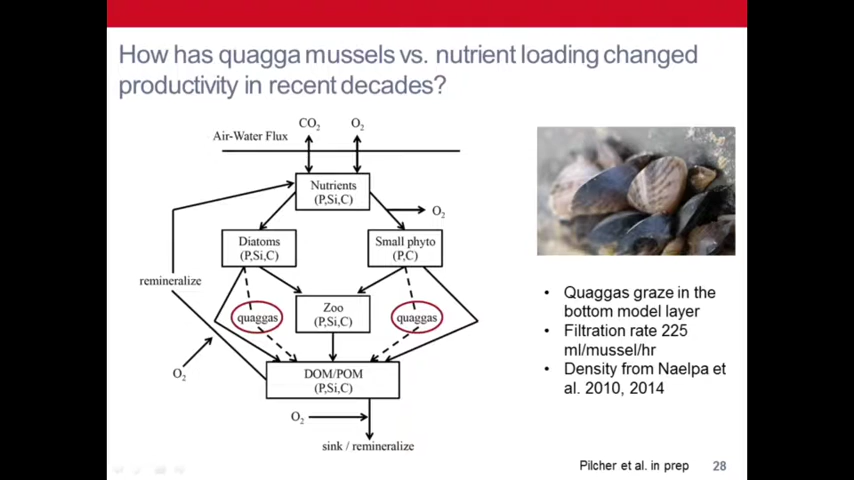 How has quagga mussels vs. nutrient loading changed
productivity in recent decades?
CO2 O2
Air-Water Flux
Nutrients
(P,Si,C)
O2
Diatoms
(P,Si,C)
Small phyto
(P,C)
remineralize
quaggas
Zoo
(P,Si,C)
quaggas
O2
DOM/POM
(P,Si,C)
O2
sink / remineralize
• Quaggas graze in the
bottom model layer
• Filtration rate 225
ml/mussel/hr
• Density from Naelpa et
al. 2010, 2014
Pilcher et al. in prep 28